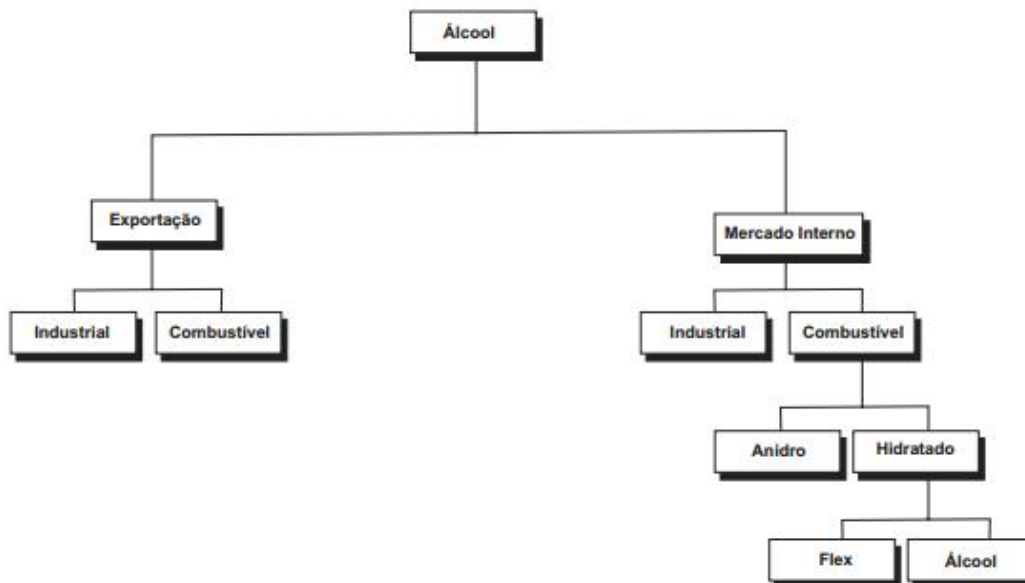 Álcool
Exportação
Mercado Interno
Industrial
Combustível
Industrial
Combustível
Anidro
Hidratado
Flex
Álcool